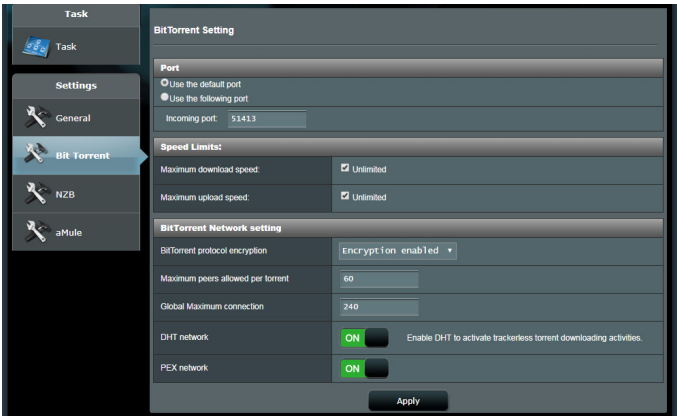 Task
Task
Settings
General
Bit Torrent
NZB
aMule
BitTorrent Setting
Port
Use the default port
Use the following port
Incoming port: 51413
Speed Limits:
Maximum download speed: Unlimited
Maximum upload speed: Unlimited
BitTorrent Network setting
BitTorrent protocol encryption Encryption enabled
Maximum peers allowed per torrent 60
Global Maximum connection 240
DHT network ON Enable DHT to activate trackerless torrent downloading activities.
PEX network ON
Apply